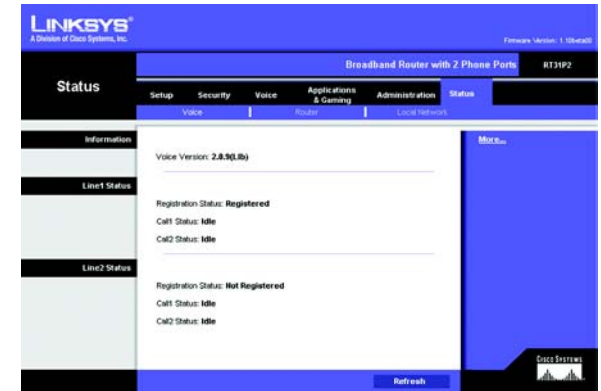 LINKSYS®
A Division of Cisco Systems, Inc.
Firmware Version: 1.10beta00
Broadband Router with 2 Phone Ports RT31P2
Status
Setup Security Voice Applications & Gaming Administration Status
Voice Router Local Network
Information
More...
Voice Version: 2.0.9(LIb)
Line1 Status
Registration Status: Registered
Call1 Status: Idle
Call2 Status: Idle
Line2 Status
Registration Status: Not Registered
Call1 Status: Idle
Call2 Status: Idle
Refresh
CISCO SYSTEMS